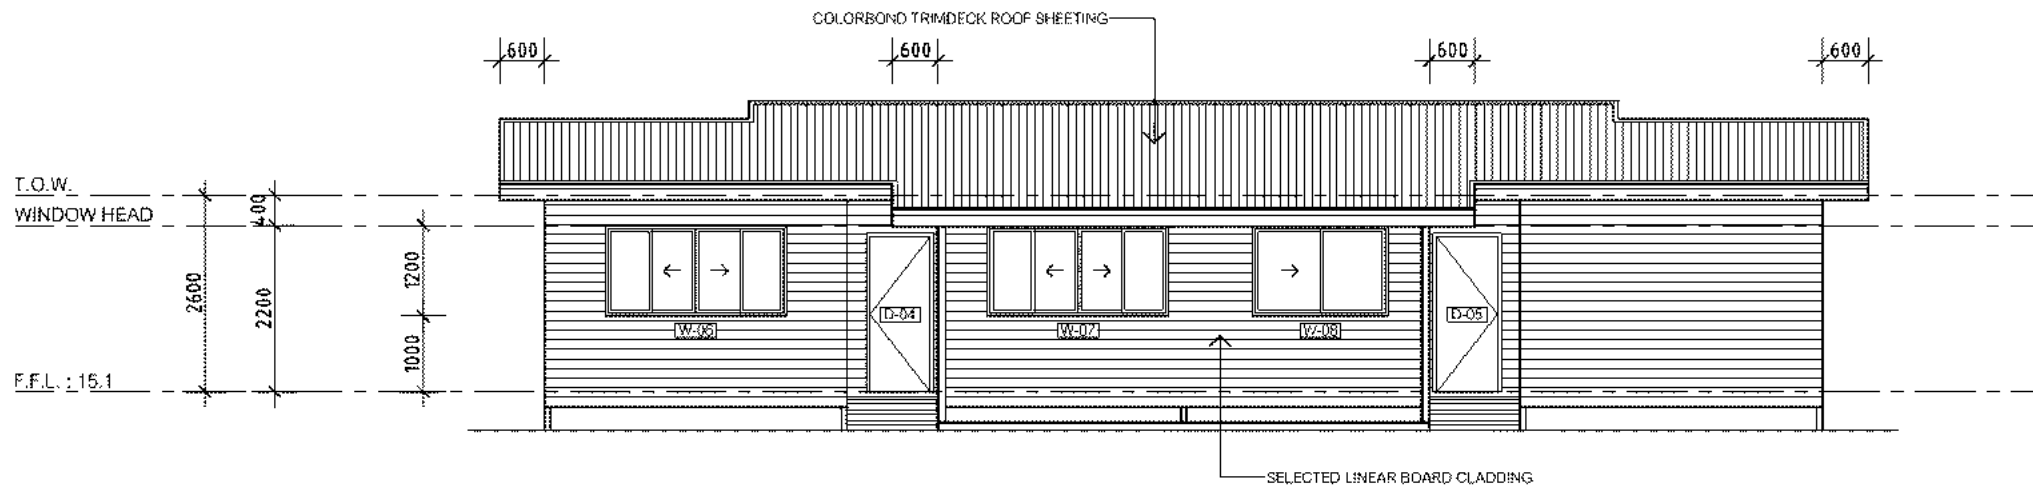 COLORBOND TRIMDECK ROOF SHEETING
600
600
600
600
T.O.W.
WINDOW HEAD
400
2600
2200
1200
1000
W-06
D-04
W-07
W-08
D-05
F.F.L. : 15.1
SELECTED LINEAR BOARD CLADDING